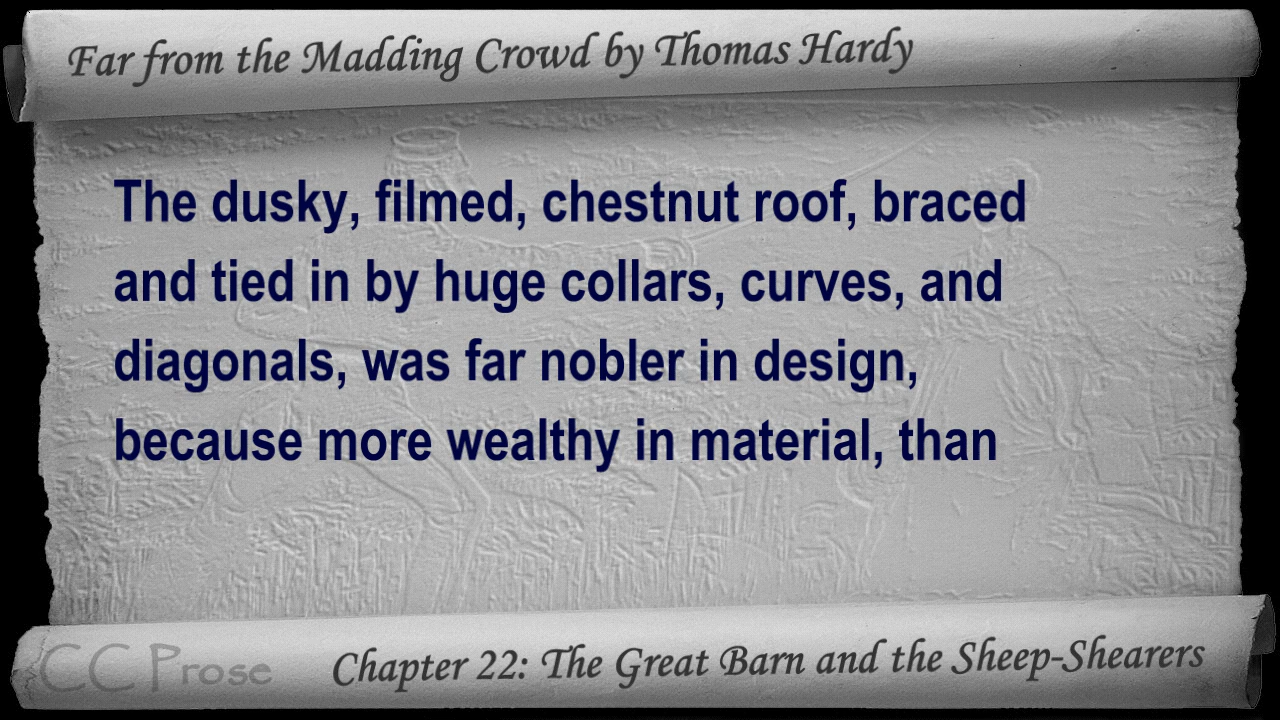 Far from the Madding Crowd by Thomas Hardy
The dusky, filmed, chestnut roof, braced
and tied in by huge collars, curves, and
diagonals, was far nobler in design,
because more wealthy in material, than
CC Prose
Chapter 22: The Great Barn and the Sheep-Shearers